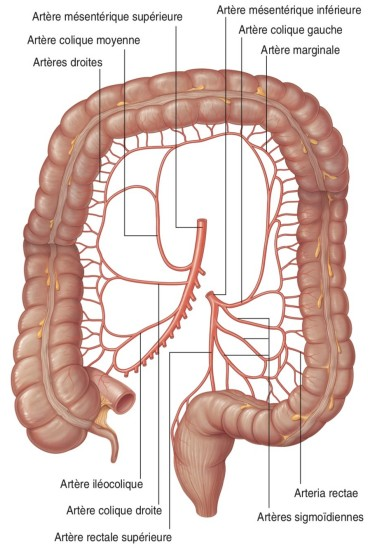 Artère mésentérique supérieure
Artère mésentérique inférieure
Artère colique moyenne
Artère colique gauche
Artères droites
Artère marginale
Artère iléocolique
Arteria rectae
Artère colique droite
Artères sigmoïdiennes
Artère rectale supérieure